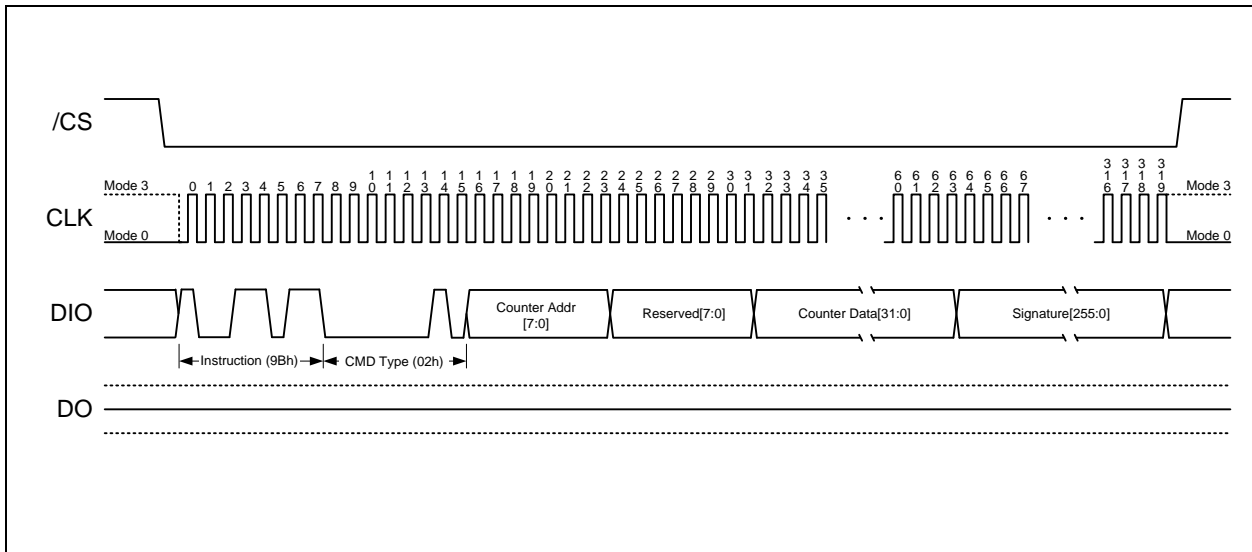 /CS
Mode 3
0 1 2 3 4 5 6 7 8 9 10 11 12 13 14 15 16 17 18 19 20 21 22 23 24 25 26 27 28 29 30 31 32 33 34 35 60 61 62 63 64 65 66 67 316 317 318 319
Mode 3
CLK
Mode 0
Mode 0
DIO
Counter Addr
[7:0]
Reserved[7:0]
Counter Data[31:0]
Signature[255:0]
Instruction (9Bh)
CMD Type (02h)
DO